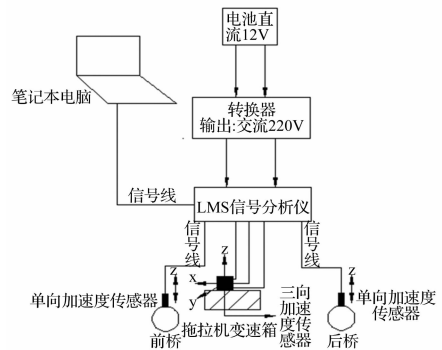 电池直
流12V
笔记本电脑
转换器
输出:交流220V
信号线
LMS信号分析仪
信
号
线
信
号
线
z
z
z
x
y
单向加速度传感器
三向
加速
度传
感器
单向加速度
传感器
前桥
拖拉机变速箱
后桥